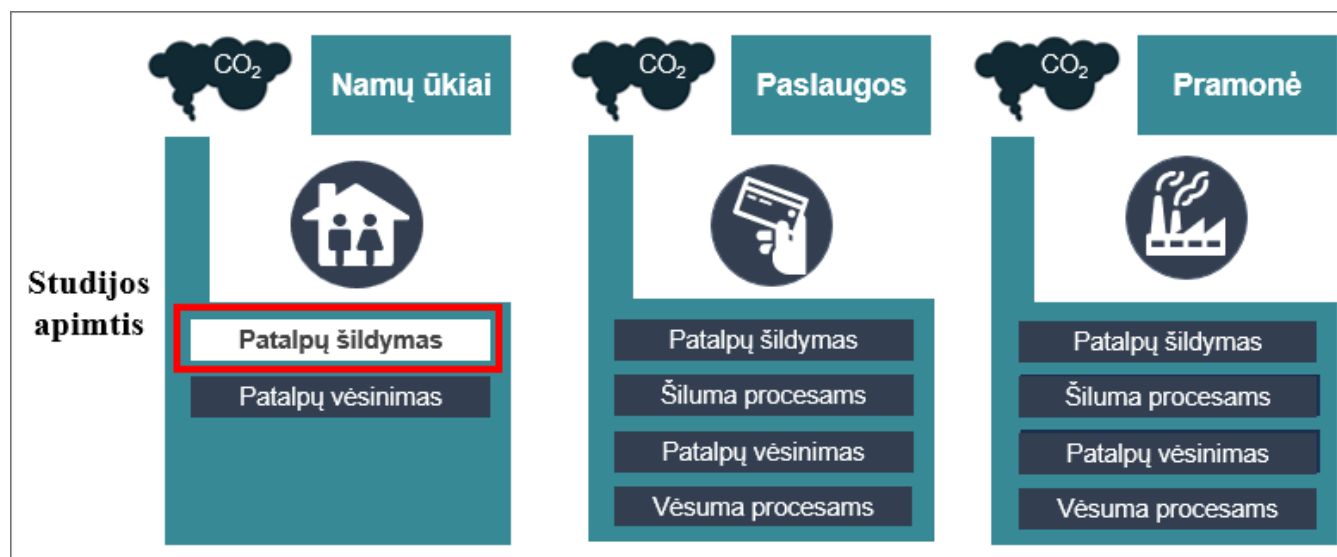 CO₂
Namų ūkiai
CO₂
Paslaugos
CO₂
Pramonė
Studijos
apimtis
Patalpų šildymas
Patalpų vėsinimas
Patalpų šildymas
Šiluma procesams
Patalpų vėsinimas
Vėsuma procesams
Patalpų šildymas
Šiluma procesams
Patalpų vėsinimas
Vėsuma procesams